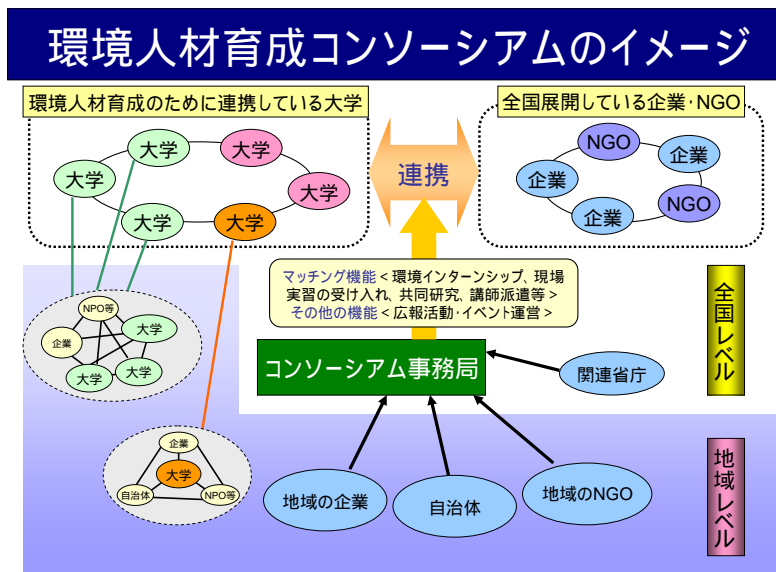 環境人材育成コンソーシアムのイメージ
環境人材育成のために連携している大学
全国展開している企業・NGO
大学
大学
大学
大学
大学
大学
連携
NGO
企業
企業
NGO
企業
マッチング機能<環境インターンシップ、現場
実習の受け入れ、共同研究、講師派遣等>
その他の機能<広報活動・イベント運営>
全国レベル
NPO等
大学
企業
大学
大学
コンソーシアム事務局
関連省庁
企業
大学
自治体
NPO等
地域の企業
自治体
地域のNGO
地域レベル